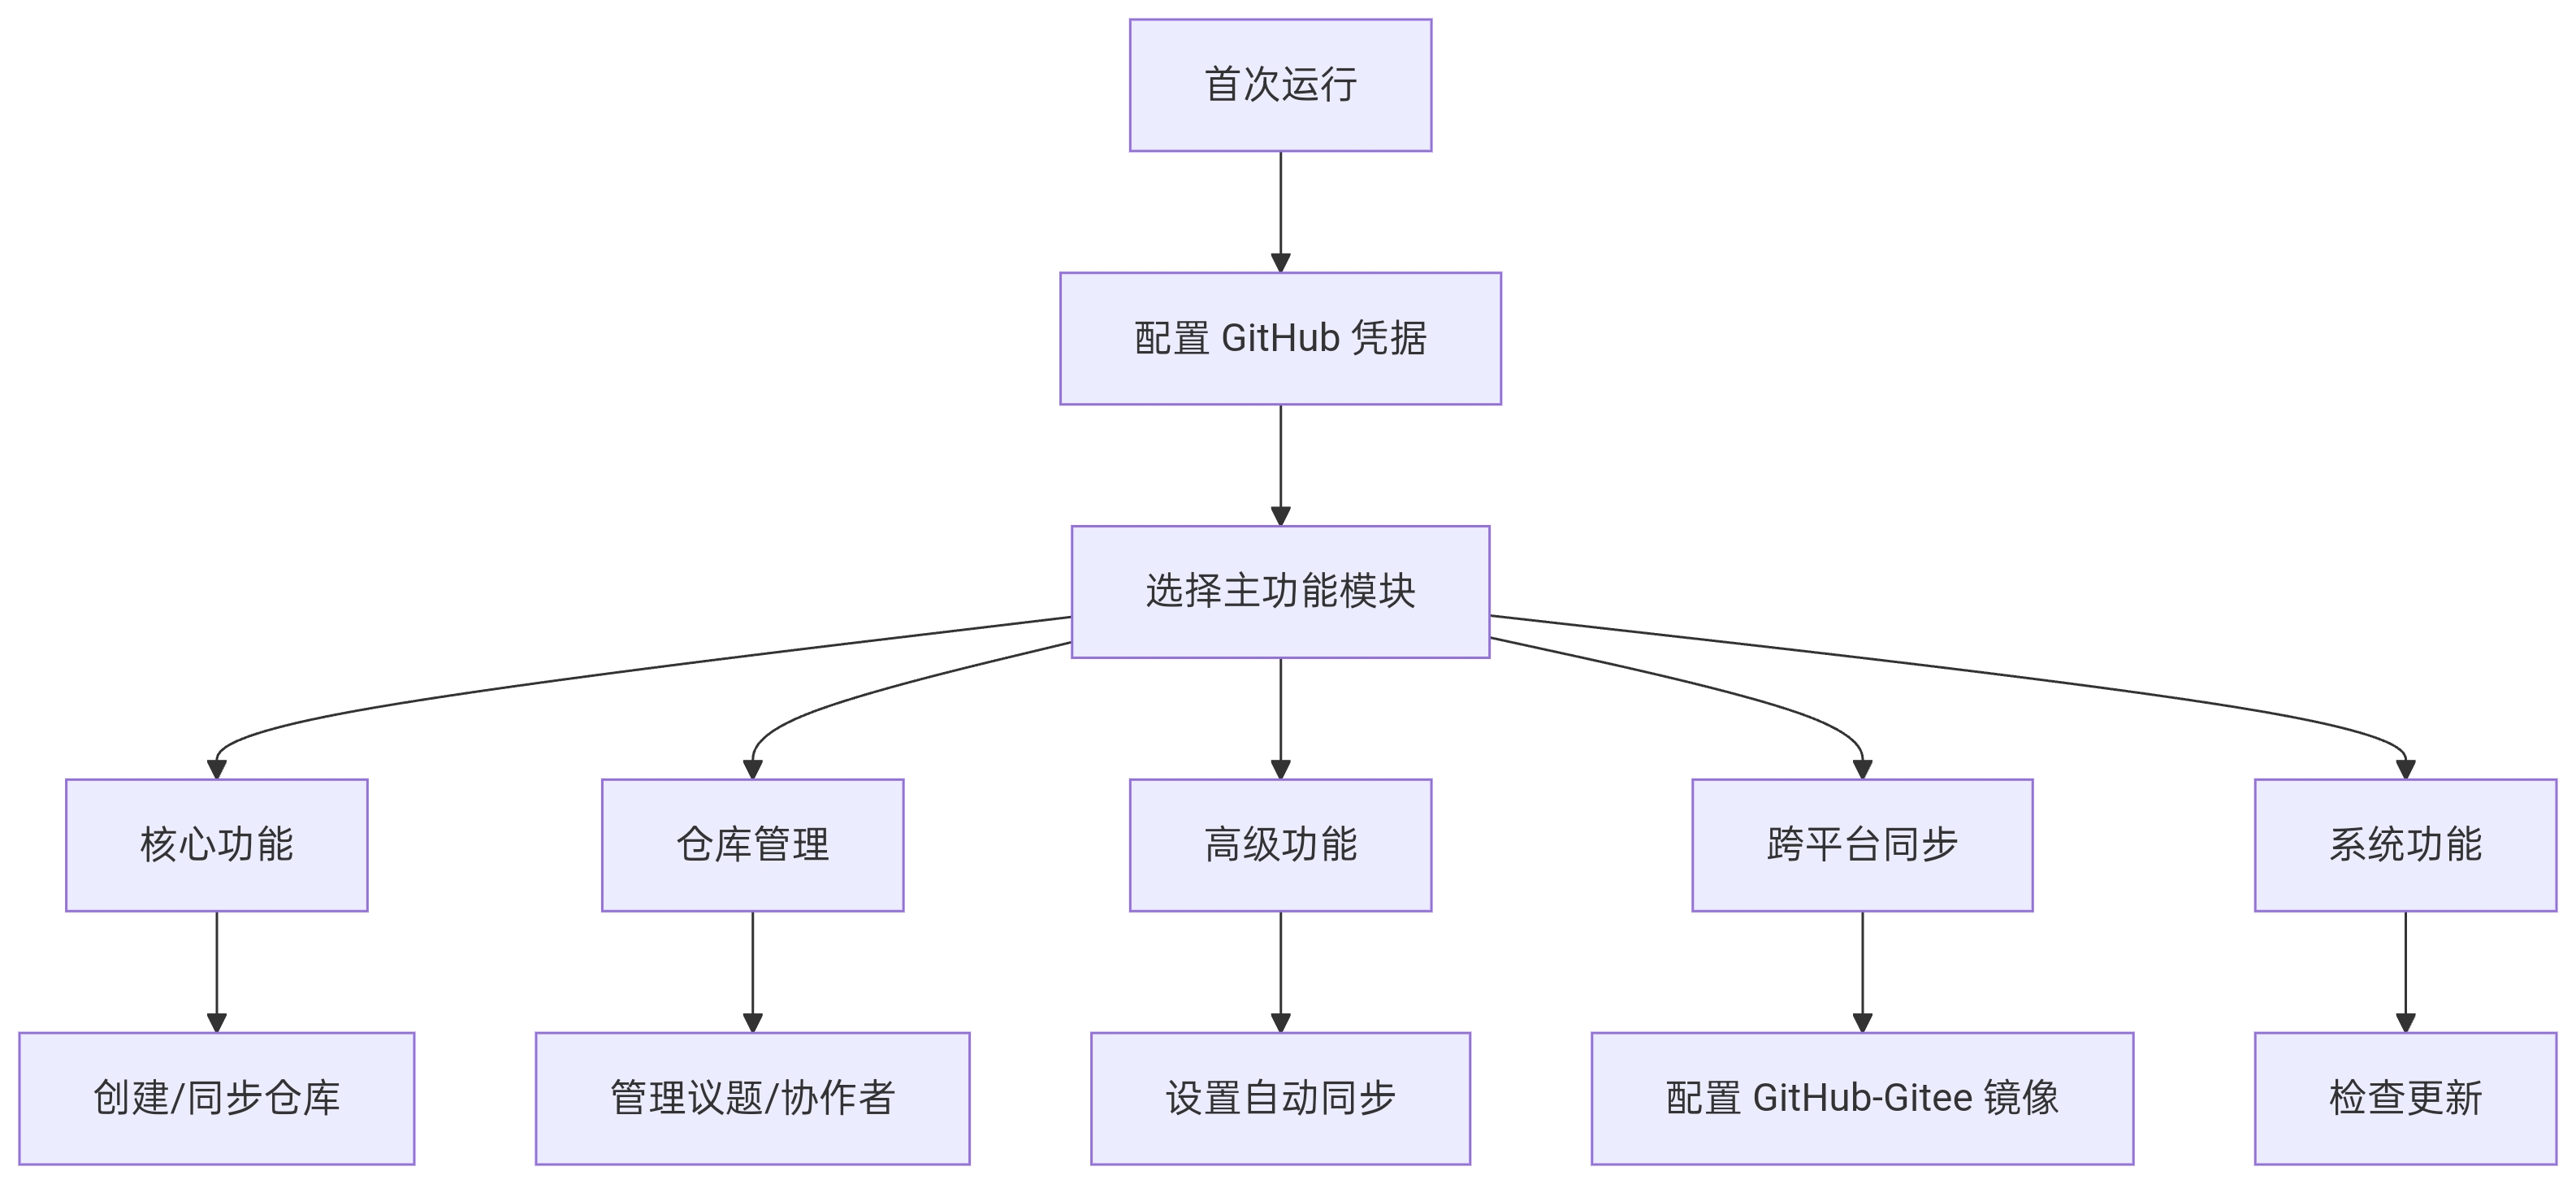 首次运行
配置 GitHub 凭据
选择主功能模块
核心功能
仓库管理
高级功能
跨平台同步
系统功能
创建/同步仓库
管理议题/协作者
设置自动同步
配置 GitHub-Gitee 镜像
检查更新